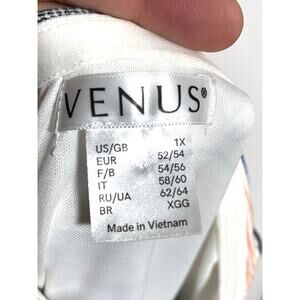 VENUS®
US/GB 1X
EUR 52/54
F/B 54/56
IT 58/60
RU/UA 62/64
BR XGG
Made in Vietnam